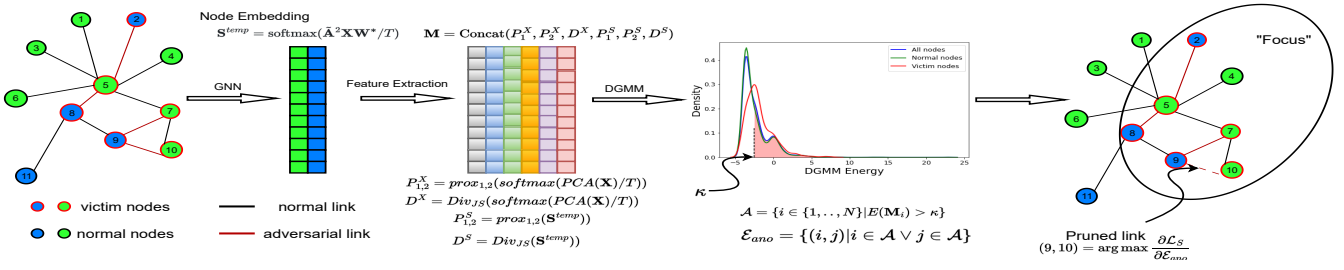 Node Embedding
S^{temp} = softmax(Ã²XW*/T)
M = Concat(P_1^X, P_2^X, D^X, P_1^S, P_2^S, D^S)
1
2
3
4
5
6
7
8
9
10
11
GNN
Feature Extraction
DGMM
All nodes
Normal nodes
Victim nodes
Density
0.4
0.3
0.2
0.1
0.0
−5
0
5
10
15
20
25
DGMM Energy
κ
"Focus"
1
2
3
4
5
6
7
8
9
10
11
victim nodes
normal link
normal nodes
adversarial link
P_{1,2}^X = prox_{1,2}(softmax(PCA(X)/T))
D^X = Div_{JS}(softmax(PCA(X)/T))
P_{1,2}^S = prox_{1,2}(S^{temp}))
D^S = Div_{JS}(S^{temp}))
A = {i ∈ {1, .., N}|E(M_i) > κ}
E_{ano} = {(i, j)|i ∈ A ∨ j ∈ A}
Pruned link
(9, 10) = arg max ∂L_S / ∂E_{ano}